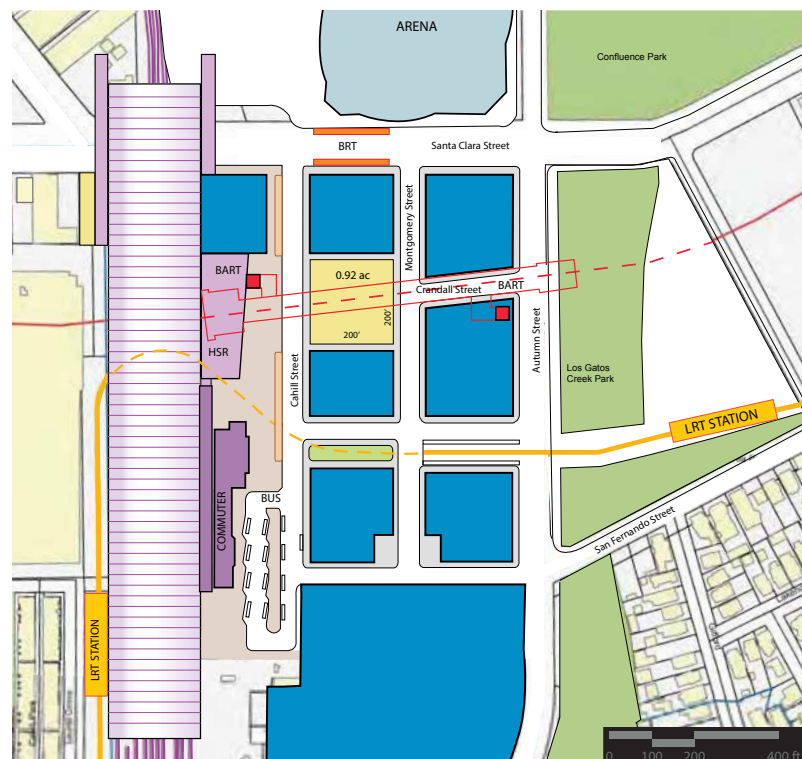 ARENA
Confluence Park
BRT
Santa Clara Street
Montgomery Street
BART
0.92 ac
BART
Crandall Street
200'
200'
HSR
Cahill Street
Autumn Street
Los Gatos
Creek Park
LRT STATION
COMMUTER
BUS
San Fernando Street
LRT STATION
Gifford
0 100 200 400 ft